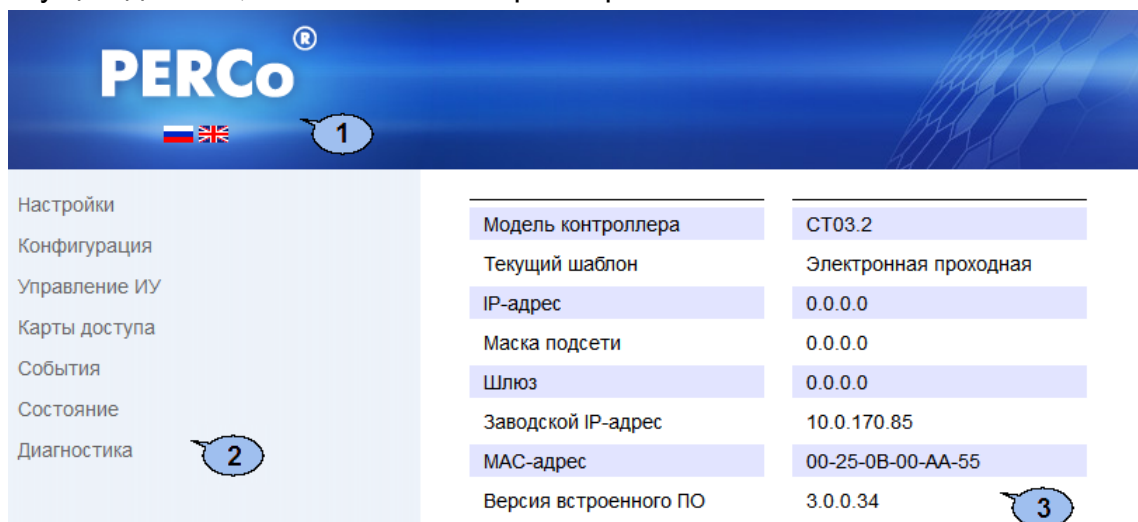 PERCo®
1
Настройки
Конфигурация
Управление ИУ
Карты доступа
События
Состояние
Диагностика
2
Модель контроллера CT03.2
Текущий шаблон Электронная проходная
IP-адрес 0.0.0.0
Маска подсети 0.0.0.0
Шлюз 0.0.0.0
Заводской IP-адрес 10.0.170.85
MAC-адрес 00-25-0B-00-AA-55
Версия встроенного ПО 3.0.0.34
3